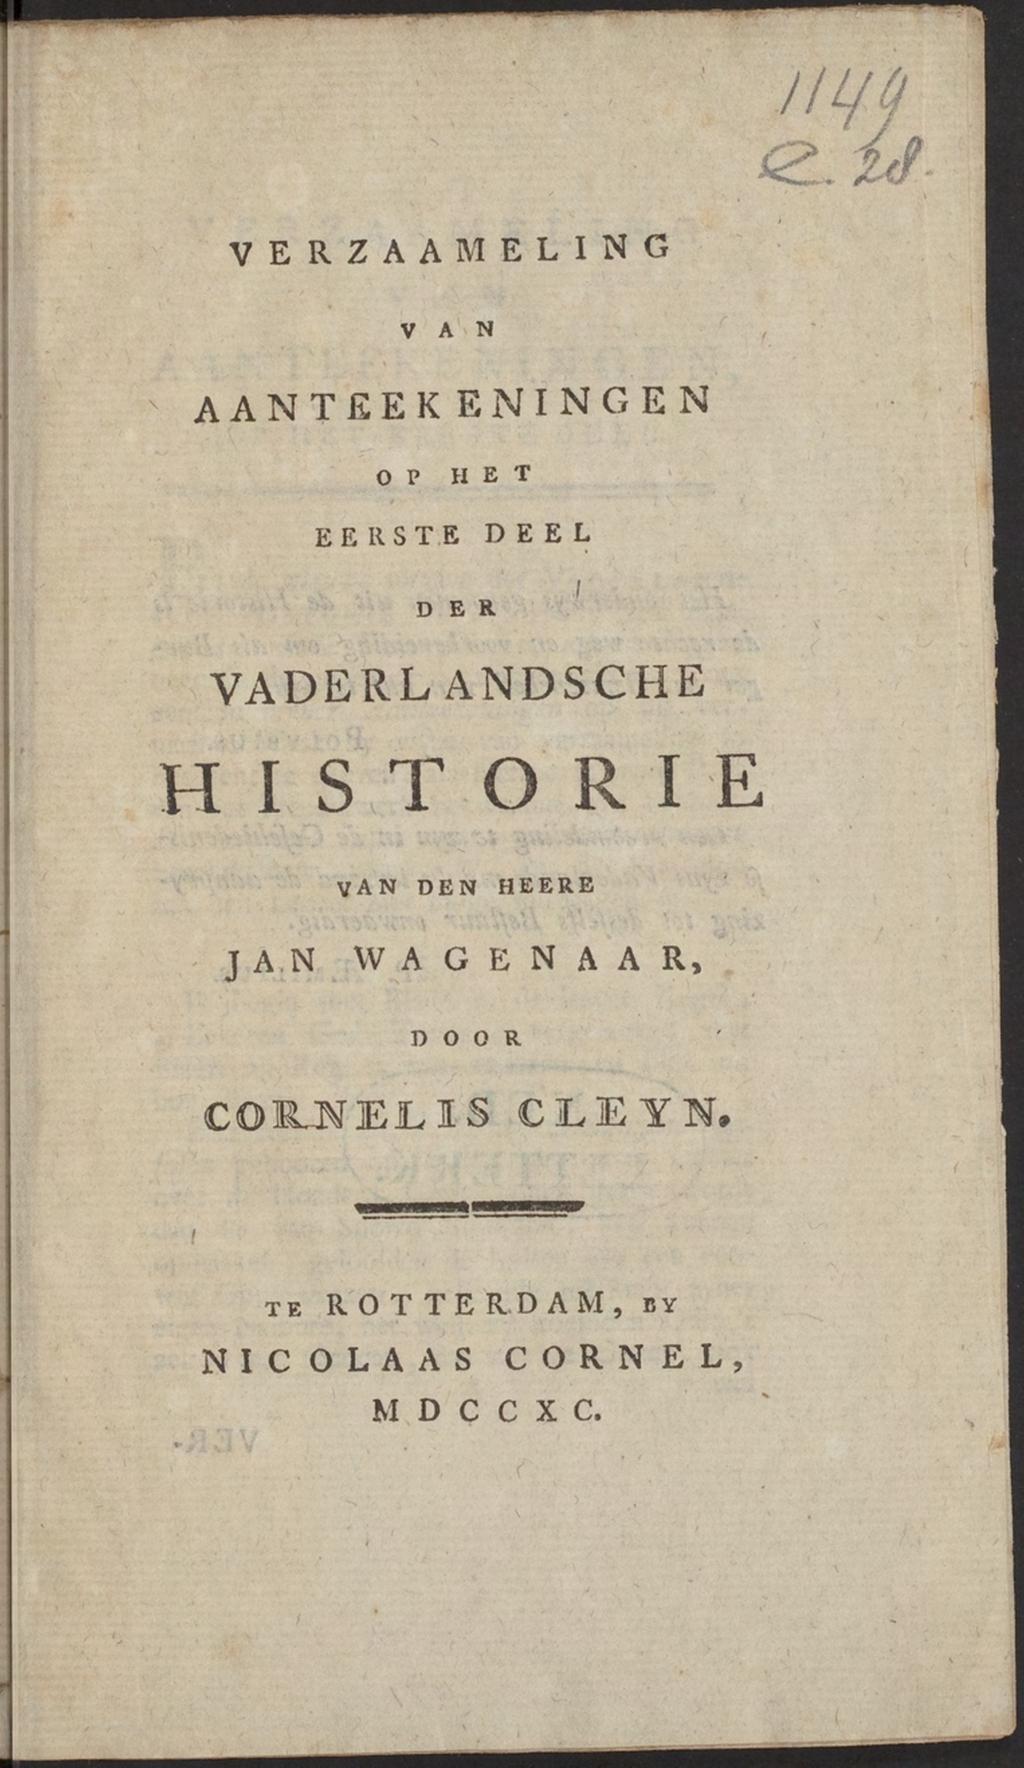 1149
e. 28.
VERZAAMELING
VAN
AANTEEKENINGEN
OP HET
EERSTE DEEL
DER
VADERLANDSCHE
HISTORIE
VAN DEN HEERE
JAN WAGENAAR,
DOOR
CORNELIS CLEYN.
TE ROTTERDAM, BY
NICOLAAS CORNEL,
MDCCXC.